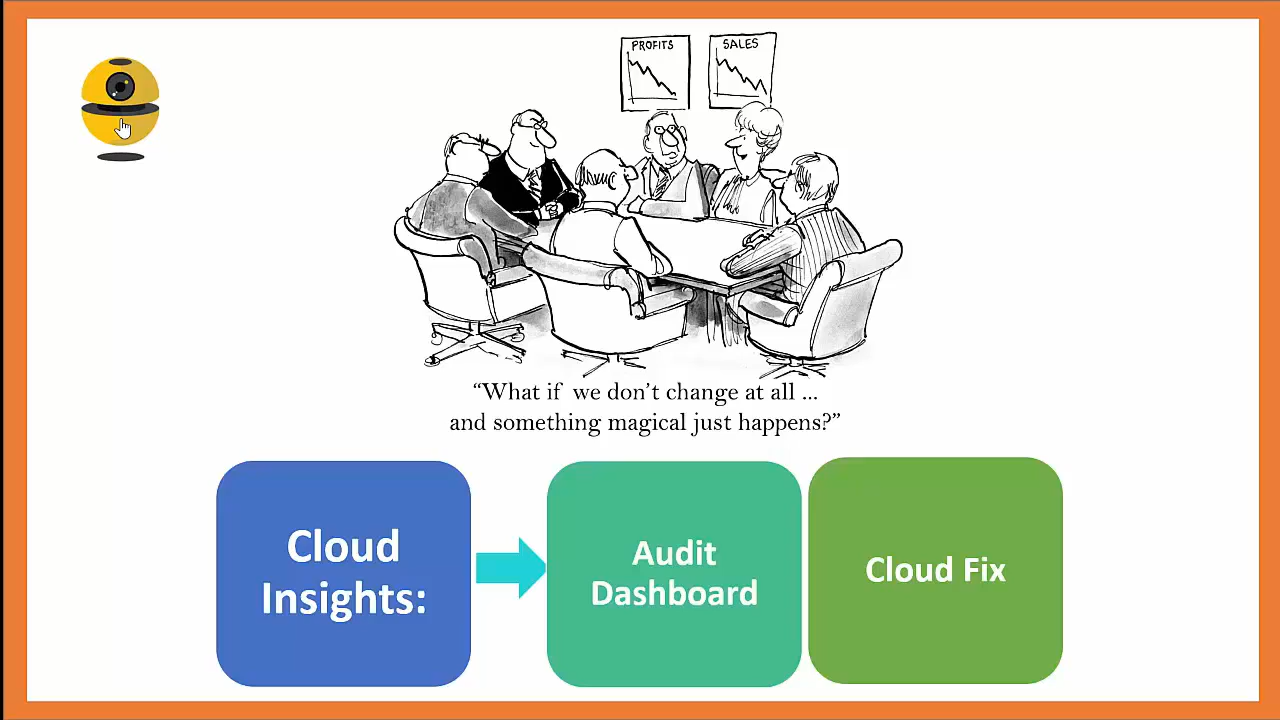 PROFITS
SALES
“What if we don’t change at all ...
and something magical just happens?”
Cloud
Insights:
Audit
Dashboard
Cloud Fix